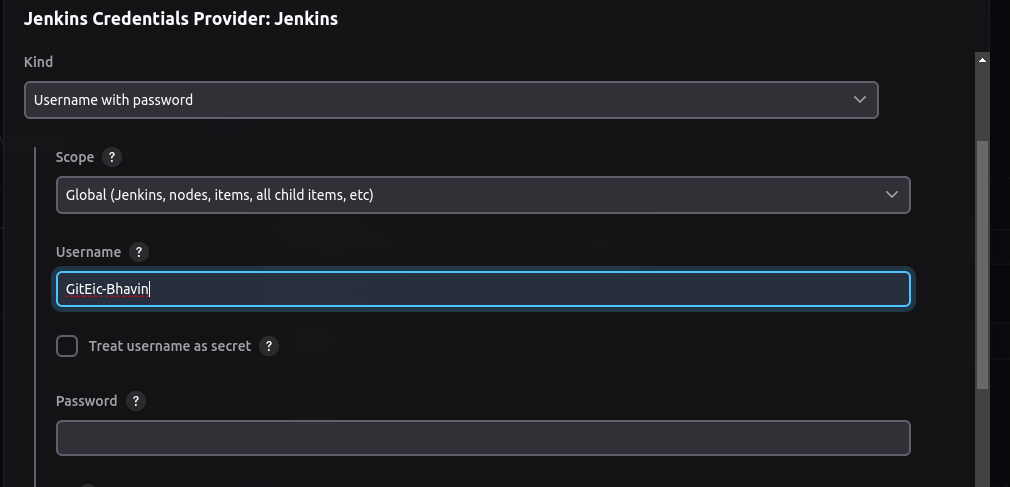 Jenkins Credentials Provider: Jenkins
Kind
Username with password
Scope ?
Global (Jenkins, nodes, items, all child items, etc)
Username ?
GitEic-Bhavin
Treat username as secret ?
Password ?